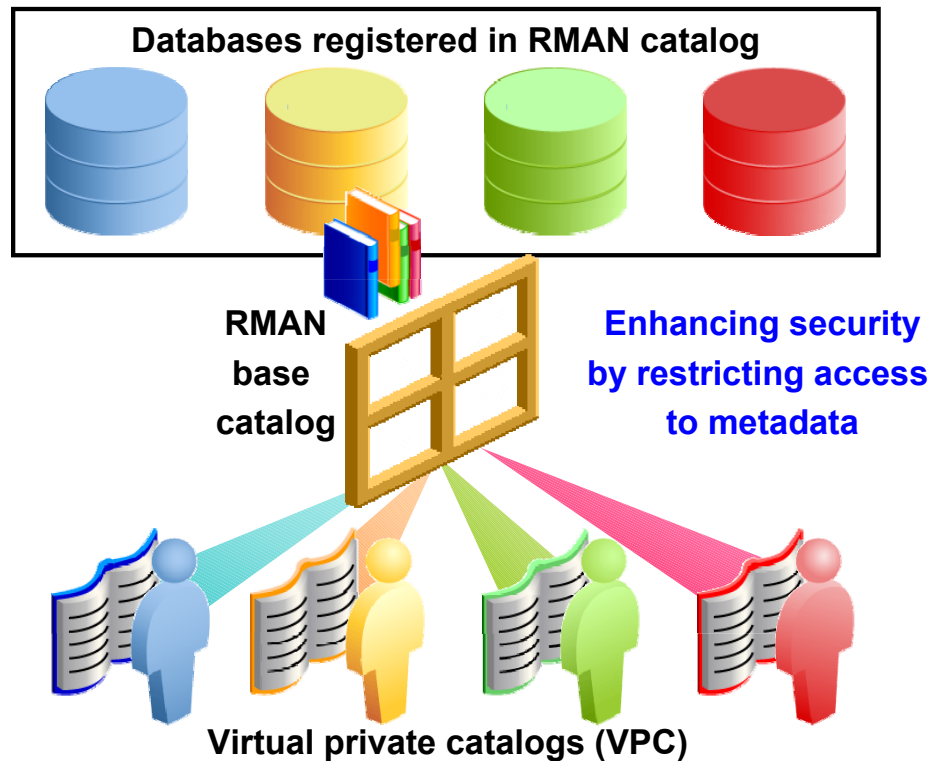 Databases registered in RMAN catalog
RMAN
base
catalog
Enhancing security
by restricting access
to metadata
Virtual private catalogs (VPC)